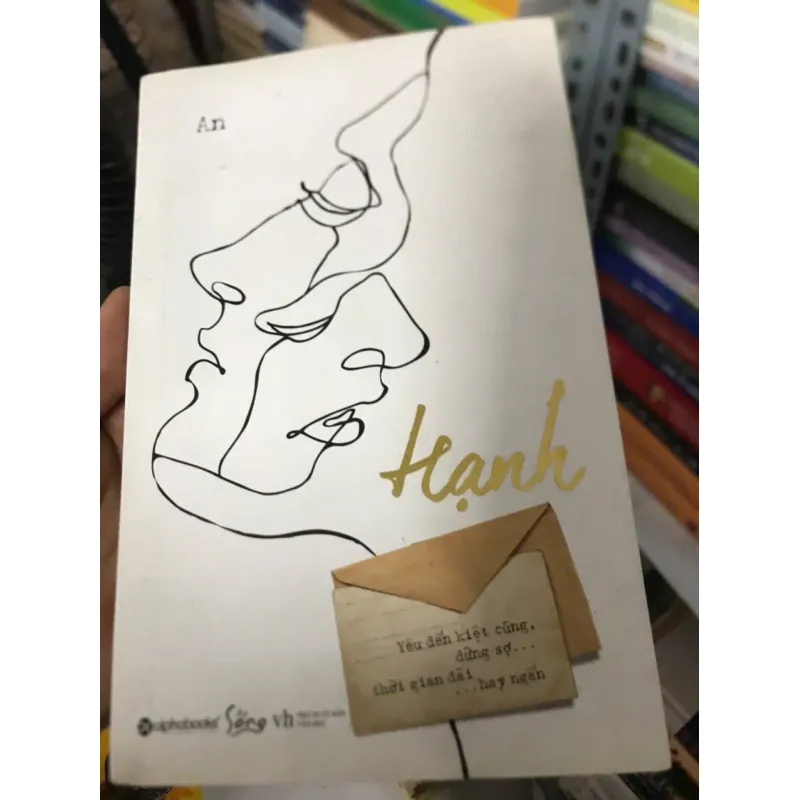 An
Hạnh
Yêu đến kiệt cùng,
đừng sợ...
thời gian dài
...hay ngắn
alphabooks Sống vh